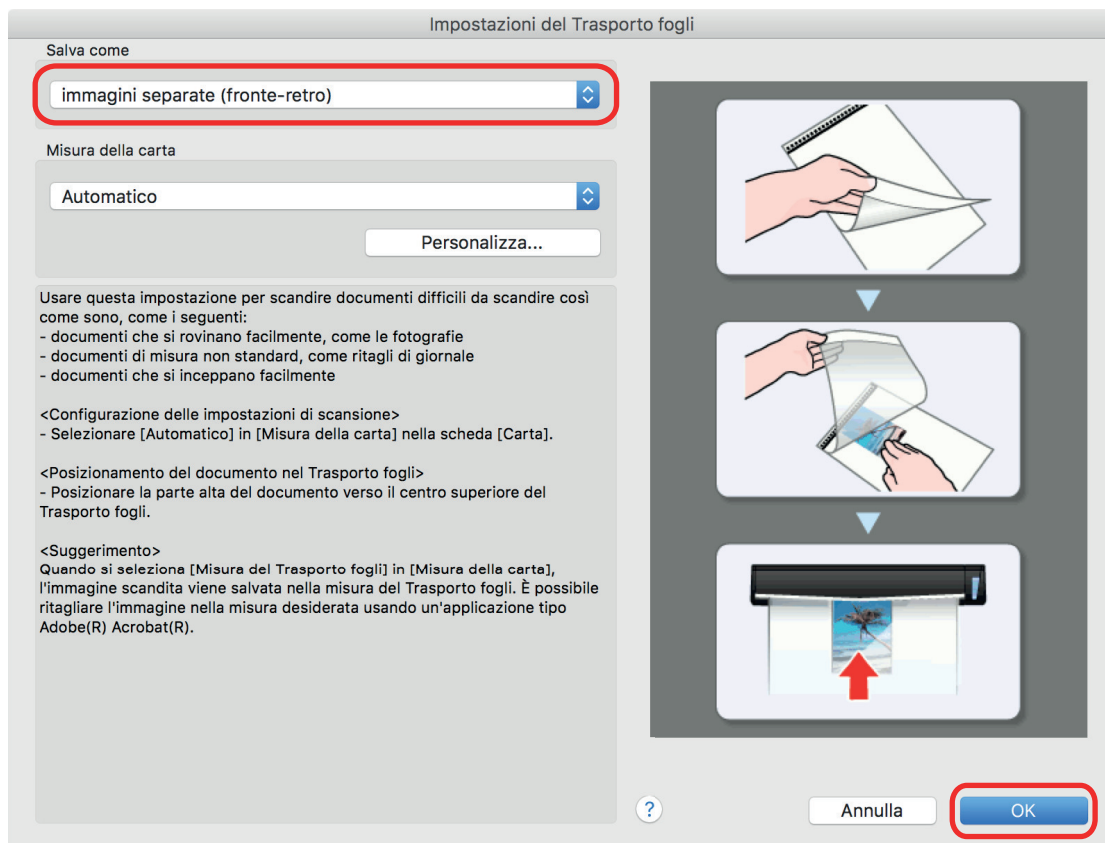 Impostazioni del Trasporto fogli
Salva come
immagini separate (fronte-retro)
Misura della carta
Automatico
Personalizza...
Usare questa impostazione per scandire documenti difficili da scandire così
come sono, come i seguenti:
- documenti che si rovinano facilmente, come le fotografie
- documenti di misura non standard, come ritagli di giornale
- documenti che si inceppano facilmente
<Configurazione delle impostazioni di scansione>
- Selezionare [Automatico] in [Misura della carta] nella scheda [Carta].
<Posizionamento del documento nel Trasporto fogli>
- Posizionare la parte alta del documento verso il centro superiore del
Trasporto fogli.
<Suggerimento>
Quando si seleziona [Misura del Trasporto fogli] in [Misura della carta],
l'immagine scandita viene salvata nella misura del Trasporto fogli. È possibile
ritagliare l'immagine nella misura desiderata usando un'applicazione tipo
Adobe(R) Acrobat(R).
?
Annulla
OK